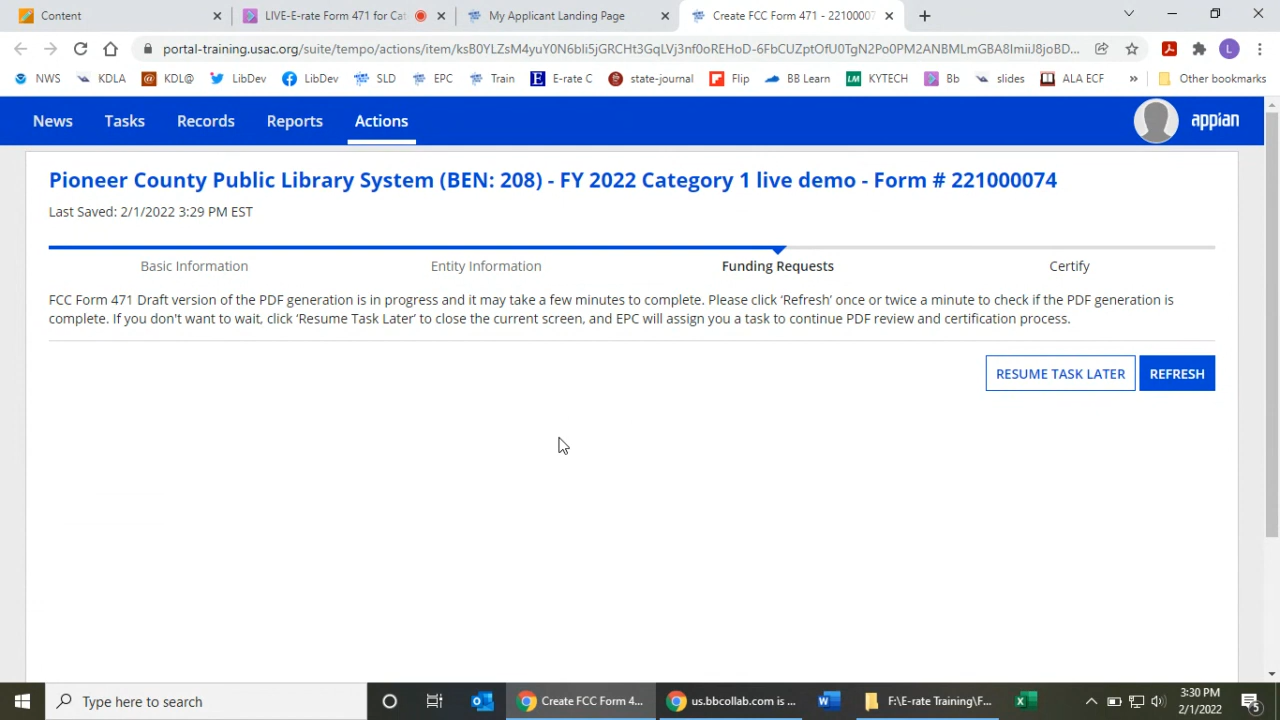 Content
LIVE-E-rate Form 471 for Cat
My Applicant Landing Page
Create FCC Form 471 - 22100007
portal-training.usac.org/suite/tempo/actions/item/
NWS
KDLA
KDL@
LibDev
LibDev
SLD
EPC
Train
E-rate C
state-journal
Flip
BB Learn
KYTECH
Bb
slides
ALA ECF
»
Other bookmarks
News
Tasks
Records
Reports
Actions
appian
Pioneer County Public Library System (BEN: 208) - FY 2022 Category 1 live demo - Form # 221000074
Last Saved: 2/1/2022 3:29 PM EST
Basic Information
Entity Information
Funding Requests
Certify
FCC Form 471 Draft version of the PDF generation is in progress and it may take a few minutes to complete. Please click ‘Refresh’ once or twice a minute to check if the PDF generation is
complete. If you don't want to wait, click ‘Resume Task Later’ to close the current screen, and EPC will assign you a task to continue PDF review and certification process.
RESUME TASK LATER
REFRESH
Type here to search
Create FCC Form 4...
us.bbcollab.com is ...
F:\E-rate Training\F...
3:30 PM
2/1/2022
5